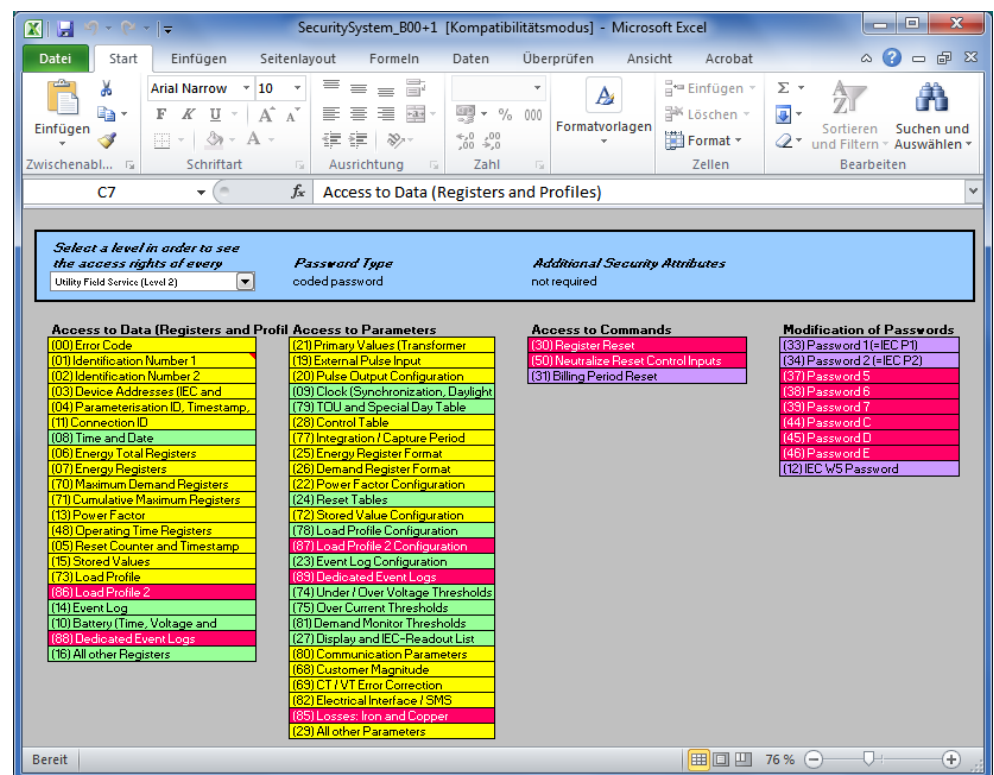 SecuritySystem_B00+1 [Kompatibilitätsmodus] - Microsoft Excel
Datei Start Einfügen Seitenlayout Formeln Daten Überprüfen Ansicht Acrobat
Einfügen
Zwischenabl...
Arial Narrow 10
F K U A A
A
Schriftart
Ausrichtung
% 000
,0 ,00
,00 ,0
Zahl
Formatvorlagen
Einfügen
Löschen
Format
Zellen
Σ
Sortieren und Filtern
Suchen und Auswählen
Bearbeiten
C7 fx Access to Data (Registers and Profiles)
Select a level in order to see
the access rights of every
Utility Field Service (Level 2)
Password Type
coded password
Additional Security Attributes
not required
Access to Data (Registers and Profil
(00) Error Code
(01) Identification Number 1
(02) Identification Number 2
(03) Device Addresses (IEC and
(04) Parameterisation ID, Timestamp,
(11) Connection ID
(08) Time and Date
(06) Energy Total Registers
(07) Energy Registers
(70) Maximum Demand Registers
(71) Cumulative Maximum Registers
(13) Power Factor
(48) Operating Time Registers
(05) Reset Counter and Timestamp
(15) Stored Values
(73) Load Profile
(86) Load Profile 2
(14) Event Log
(10) Battery (Time, Voltage and
(88) Dedicated Event Logs
(16) All other Registers
Access to Parameters
(21) Primary Values (Transformer
(19) External Pulse Input
(20) Pulse Output Configuration
(09) Clock (Synchronization, Daylight
(79) TOU and Special Day Table
(28) Control Table
(77) Integration / Capture Period
(25) Energy Register Format
(26) Demand Register Format
(22) Power Factor Configuration
(24) Reset Tables
(72) Stored Value Configuration
(78) Load Profile Configuration
(87) Load Profile 2 Configuration
(23) Event Log Configuration
(89) Dedicated Event Logs
(74) Under / Over Voltage Thresholds
(75) Over Current Thresholds
(81) Demand Monitor Thresholds
(27) Display and IEC-Readout List
(80) Communication Parameters
(68) Customer Magnitude
(69) CT / VT Error Correction
(82) Electrical Interface / SMS
(85) Losses: Iron and Copper
(29) All other Parameters
Access to Commands
(30) Register Reset
(50) Neutralize Reset Control Inputs
(31) Billing Period Reset
Modification of Passwords
(33) Password 1 (=IEC P1)
(34) Password 2 (=IEC P2)
(37) Password 5
(38) Password 6
(39) Password 7
(44) Password C
(45) Password D
(46) Password E
(12) IEC W5 Password
Bereit 76 %